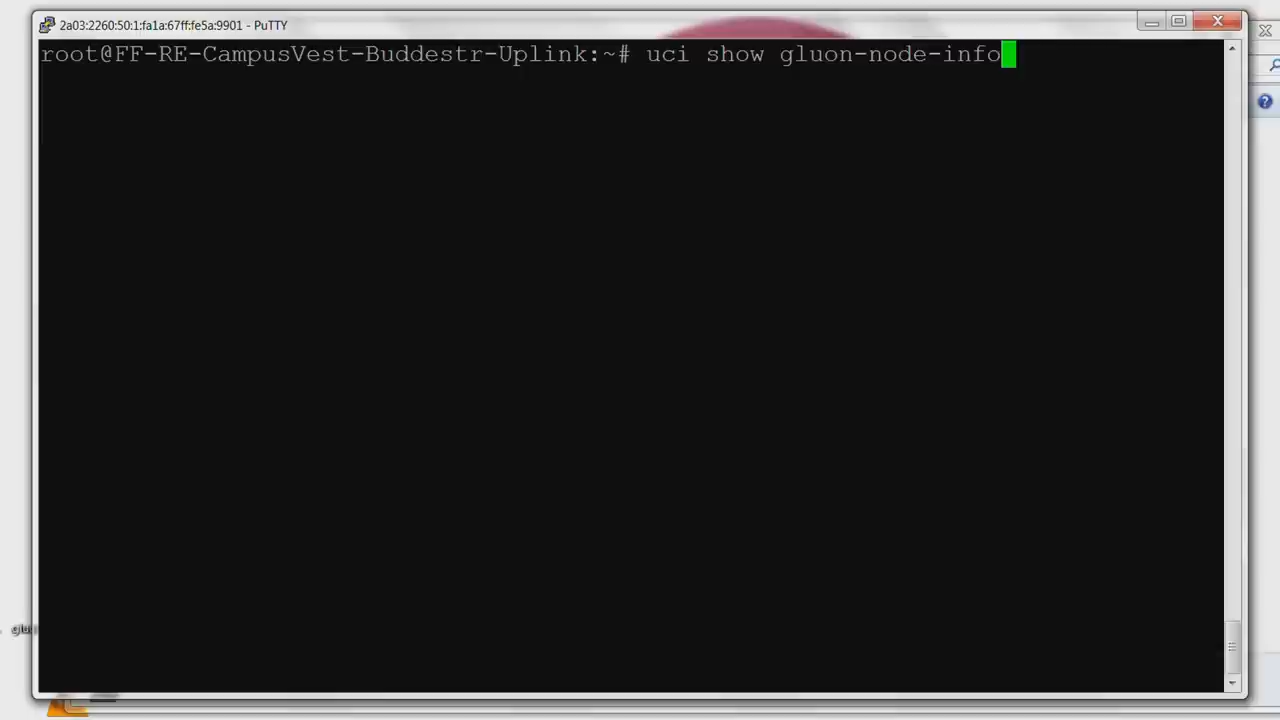 2a03:2260:50:1:fa1a:67ff:fe5a:9901 - PuTTY
root@FF-RE-CampusVest-Buddestr-Uplink:~# uci show gluon-node-info